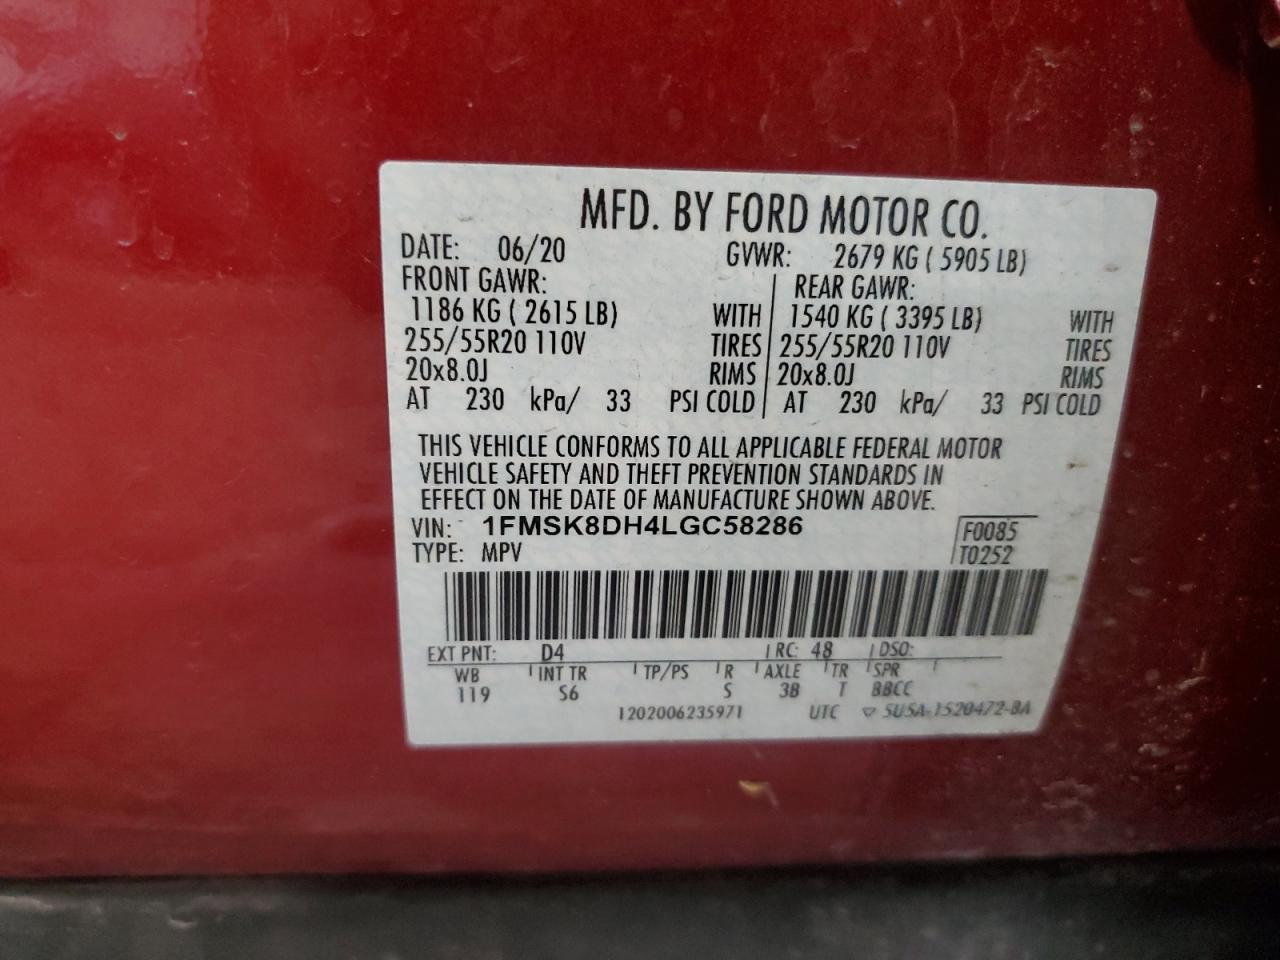 MFD. BY FORD MOTOR CO.
DATE: 06/20 GVWR: 2679 KG ( 5905 LB)
FRONT GAWR: REAR GAWR:
1186 KG ( 2615 LB) WITH 1540 KG ( 3395 LB) WITH
255/55R20 110V TIRES 255/55R20 110V TIRES
20x8.0J RIMS 20x8.0J RIMS
AT 230 kPa/ 33 PSI COLD AT 230 kPa/ 33 PSI COLD
THIS VEHICLE CONFORMS TO ALL APPLICABLE FEDERAL MOTOR
VEHICLE SAFETY AND THEFT PREVENTION STANDARDS IN
EFFECT ON THE DATE OF MANUFACTURE SHOWN ABOVE.
VIN: 1FMSK8DH4LGC58286 F0085
TYPE: MPV T0252
EXT PNT: D4 RC: 48 DSO:
WB INT TR TP/PS R AXLE TR SPR
119 S6 S 3B T BBCC
1202006235971 UTC ▽ 5U5A-1520472-BA